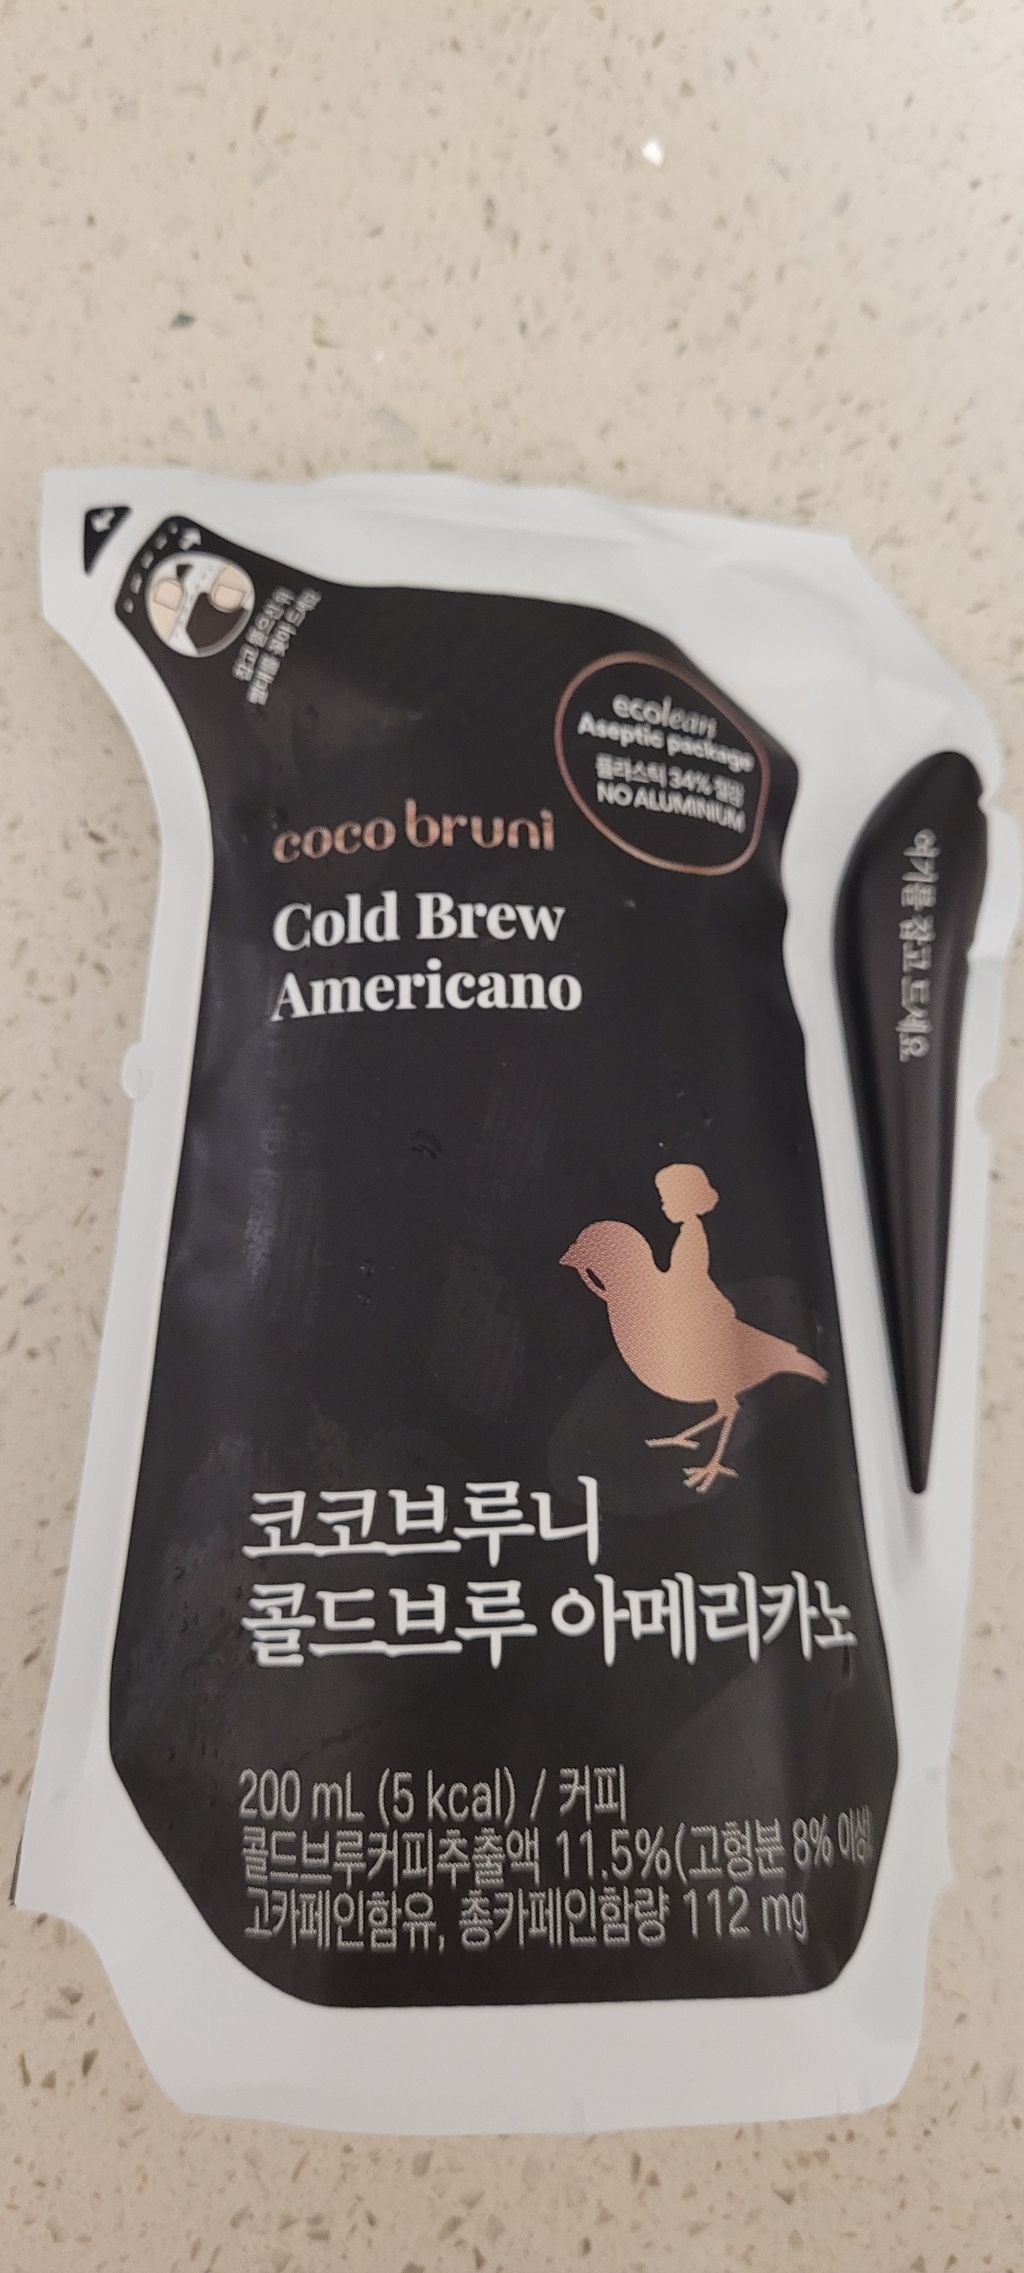 ecolean
Aseptic package
플라스틱 34% 절감
NO ALUMINIUM
coco bruni
Cold Brew
Americano
여기를 잡고 드세요
코코브루니
콜드브루 아메리카노
200 mL (5 kcal) / 커피
콜드브루커피추출액 11.5%(고형분 8% 이상
고카페인함유, 총카페인함량 112 mg